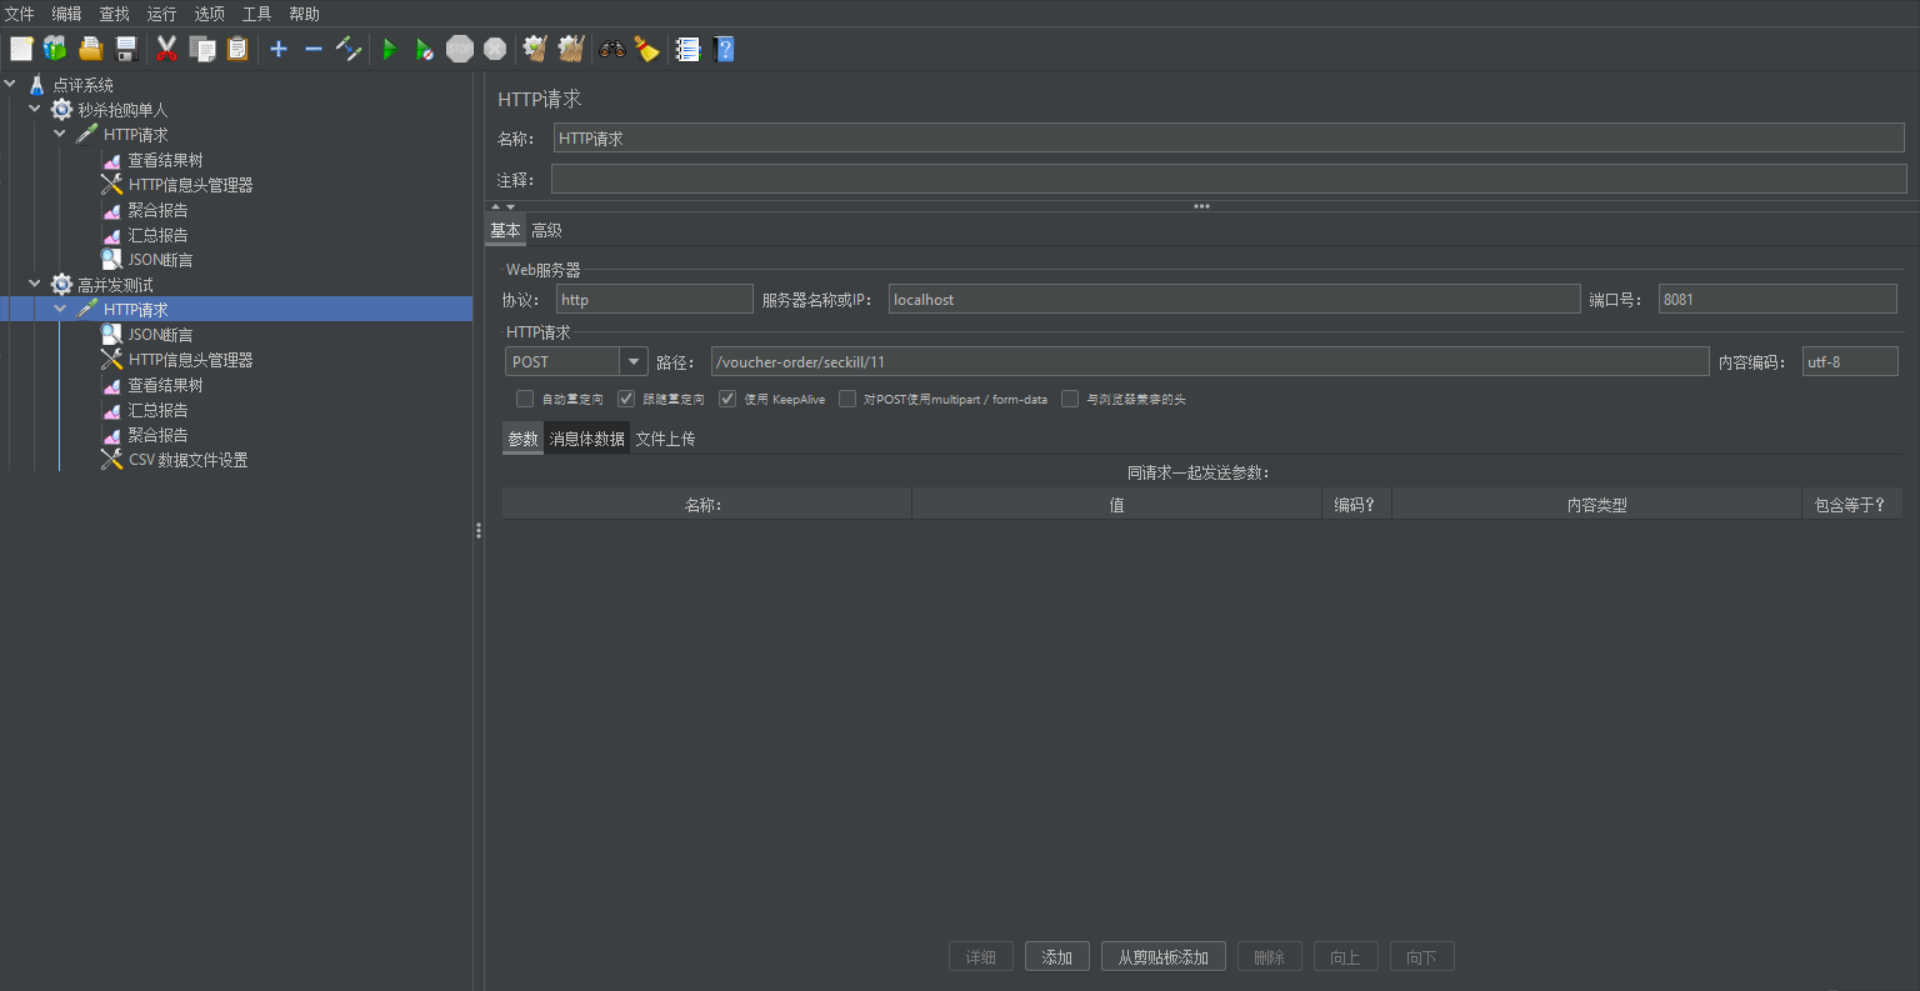 文件 编辑 查找 运行 选项 工具 帮助
STOP
点评系统
秒杀抢购单人
HTTP请求
查看结果树
HTTP信息头管理器
聚合报告
汇总报告
JSON断言
高并发测试
HTTP请求
JSON断言
HTTP信息头管理器
查看结果树
汇总报告
聚合报告
CSV 数据文件设置
HTTP请求
名称： HTTP请求
注释：
基本 高级
Web服务器
协议： http 服务器名称或IP： localhost 端口号： 8081
HTTP请求
POST 路径： /voucher-order/seckill/11 内容编码： utf-8
自动重定向 跟随重定向 使用 KeepAlive 对POST使用multipart / form-data 与浏览器兼容的头
参数 消息体数据 文件上传
同请求一起发送参数：
名称： 值 编码？ 内容类型 包含等于？
详细 添加 从剪贴板添加 删除 向上 向下